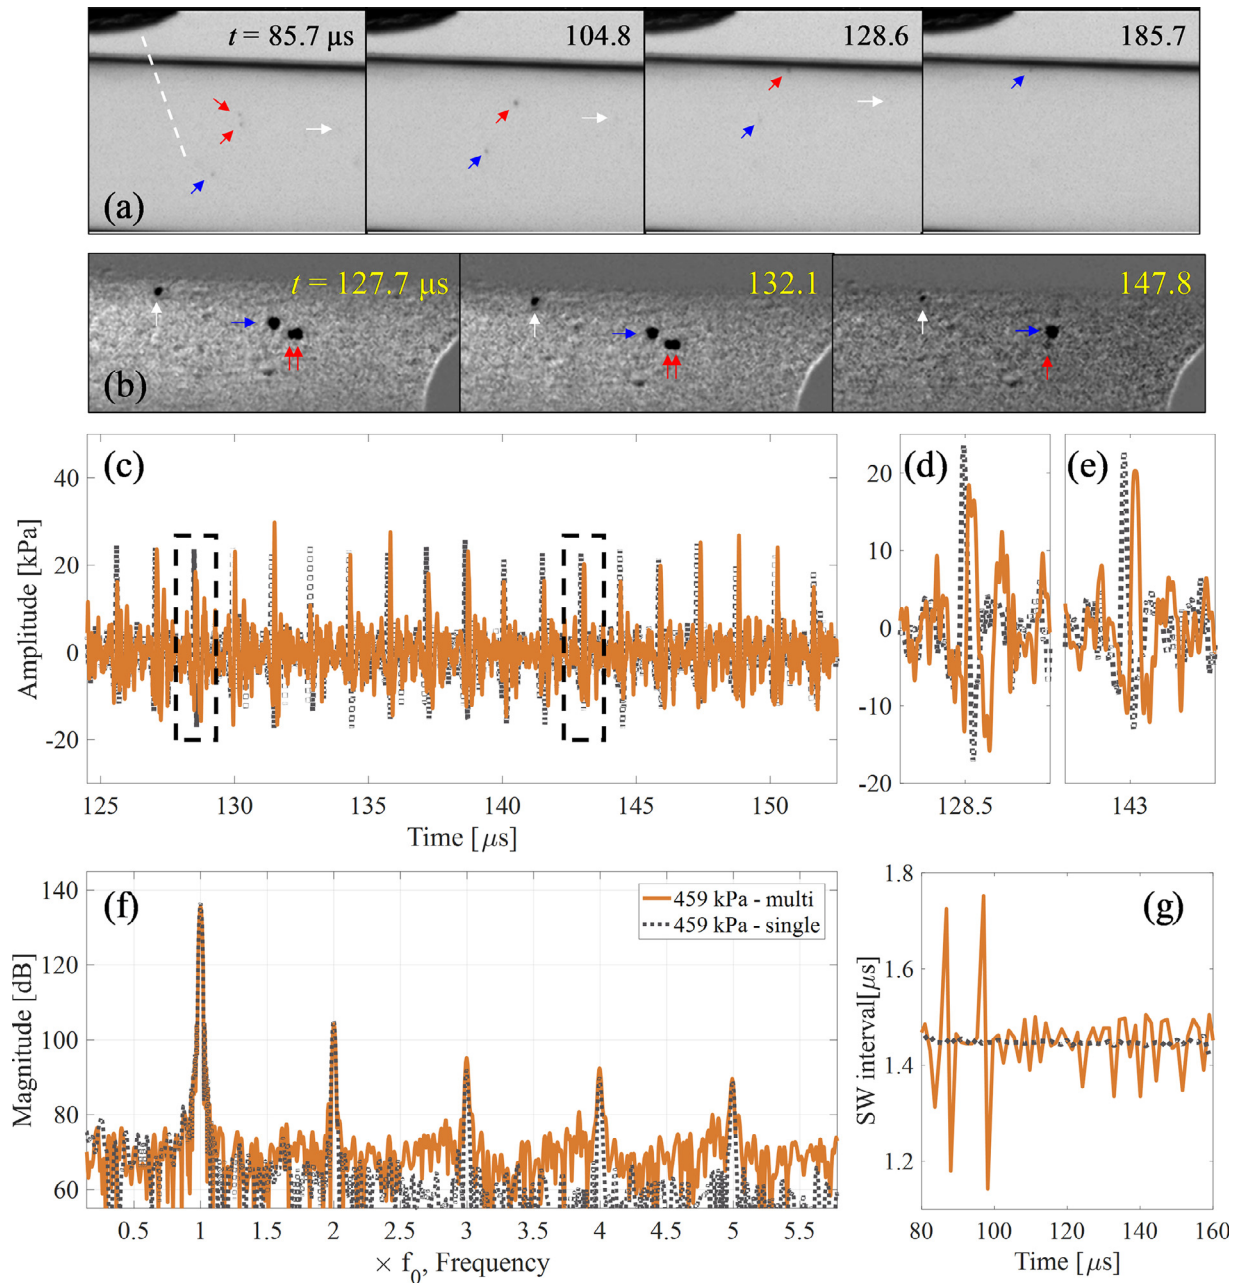 t = 85.7 μs
104.8
128.6
185.7
(a)
t = 127.7 μs
132.1
147.8
(b)
(c)
40
20
0
-20
Amplitude [kPa]
125
130
135
140
145
150
Time [μs]
(d)
20
10
0
-10
-20
128.5
(e)
143
(f)
140
120
100
80
60
Magnitude [dB]
459 kPa - multi
459 kPa - single
0.5
1
1.5
2
2.5
3
3.5
4
4.5
5
5.5
× f0, Frequency
(g)
1.8
1.6
1.4
1.2
SW interval[μs]
80
100
120
140
160
Time [μs]